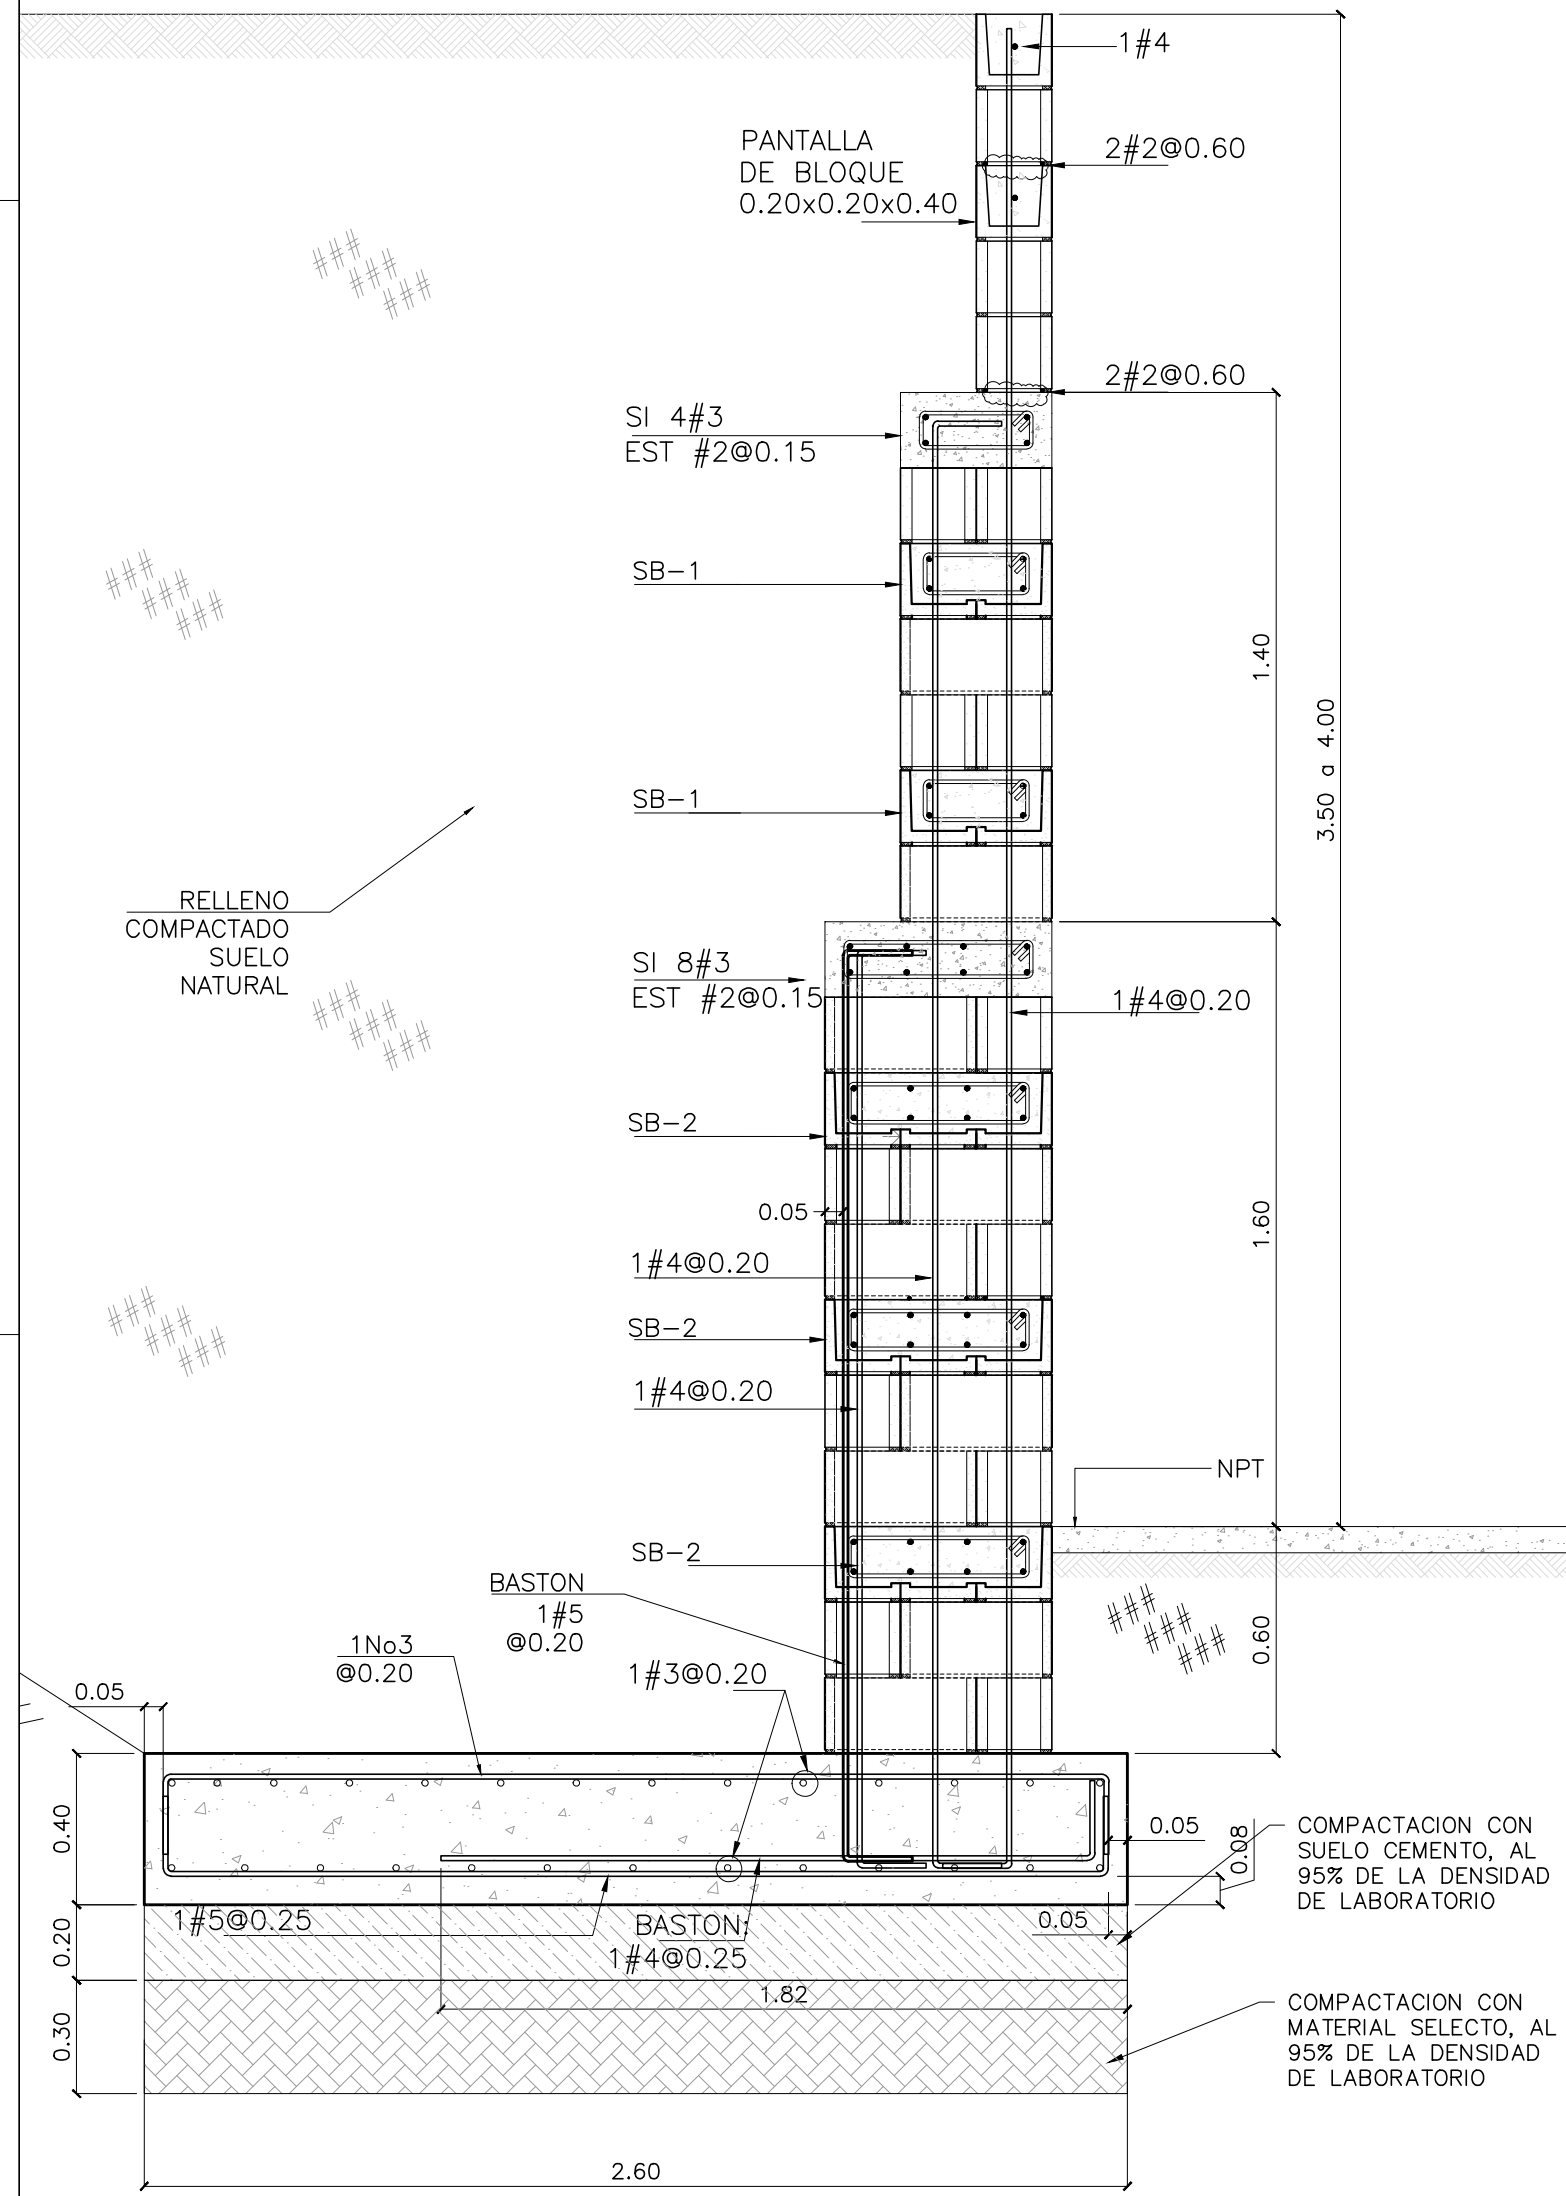 1#4
PANTALLA
DE BLOQUE
0.20x0.20x0.40
2#2@0.60
2#2@0.60
SI 4#3
EST #2@0.15
SB-1
1.40
3.50 a 4.00
SB-1
RELLENO
COMPACTADO
SUELO
NATURAL
SI 8#3
EST #2@0.15
1#4@0.20
SB-2
0.05
1.60
1#4@0.20
SB-2
1#4@0.20
NPT
SB-2
BASTON
1#5
@0.20
1No3
@0.20
1#3@0.20
0.60
0.05
0.40
0.05
0.08
COMPACTACION CON
SUELO CEMENTO, AL
95% DE LA DENSIDAD
DE LABORATORIO
1#5@0.25
BASTON:
1#4@0.25
0.05
0.20
1.82
0.30
COMPACTACION CON
MATERIAL SELECTO, AL
95% DE LA DENSIDAD
DE LABORATORIO
2.60